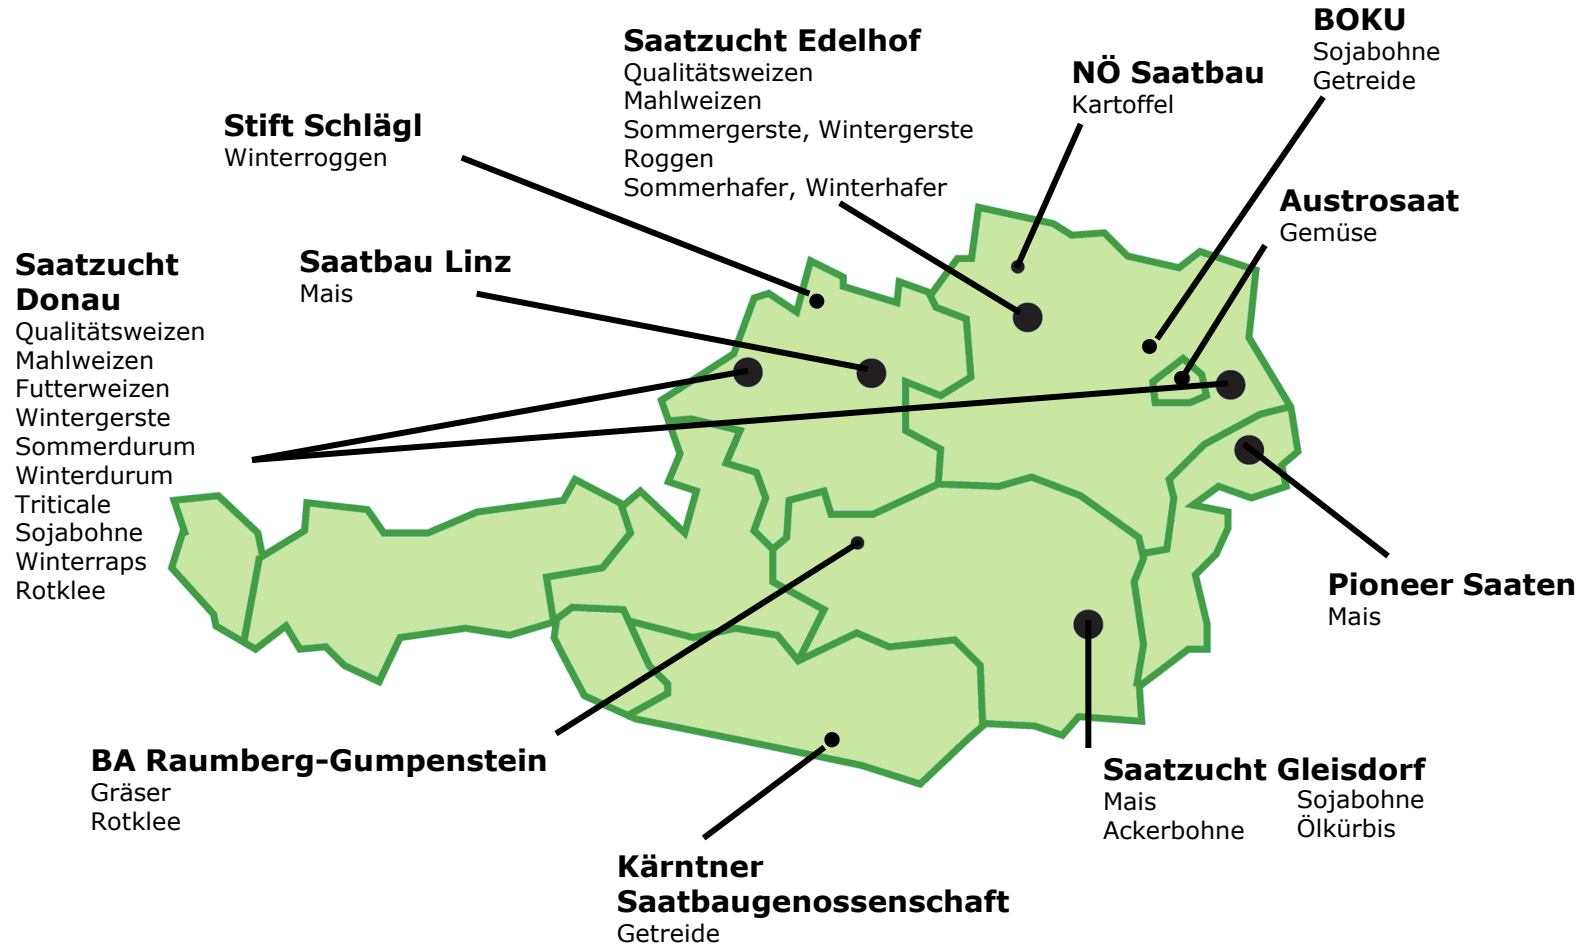 BOKU
Sojabohne
Getreide
Saatzucht Edelhof
Qualitätsweizen
Mahlweizen
Sommergerste, Wintergerste
Roggen
Sommerhafer, Winterhafer
NÖ Saatbau
Kartoffel
Stift Schlägl
Winterroggen
Austrosaat
Gemüse
Saatbau Linz
Mais
Saatzucht
Donau
Qualitätsweizen
Mahlweizen
Futterweizen
Wintergerste
Sommerdurum
Winterdurum
Triticale
Sojabohne
Winterraps
Rotklee
Pioneer Saaten
Mais
BA Raumberg-Gumpenstein
Gräser
Rotklee
Saatzucht Gleisdorf
Mais
Ackerbohne
Sojabohne
Ölkürbis
Kärntner
Saatbaugenossenschaft
Getreide